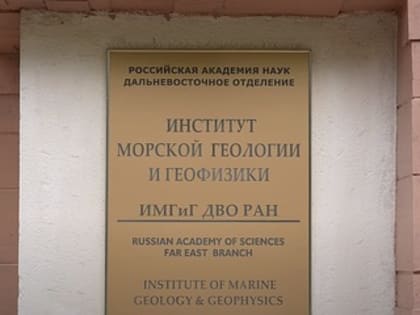 РОССИЙСКАЯ АКАДЕМИЯ НАУК
ДАЛЬНЕВОСТОЧНОЕ ОТДЕЛЕНИЕ
ИНСТИТУТ
МОРСКОЙ ГЕОЛОГИИ
И ГЕОФИЗИКИ
ИМГиГ ДВО РАН
RUSSIAN ACADEMY OF SCIENCES
FAR EAST BRANCH
INSTITUTE OF MARINE
GEOLOGY & GEOPHYSICS